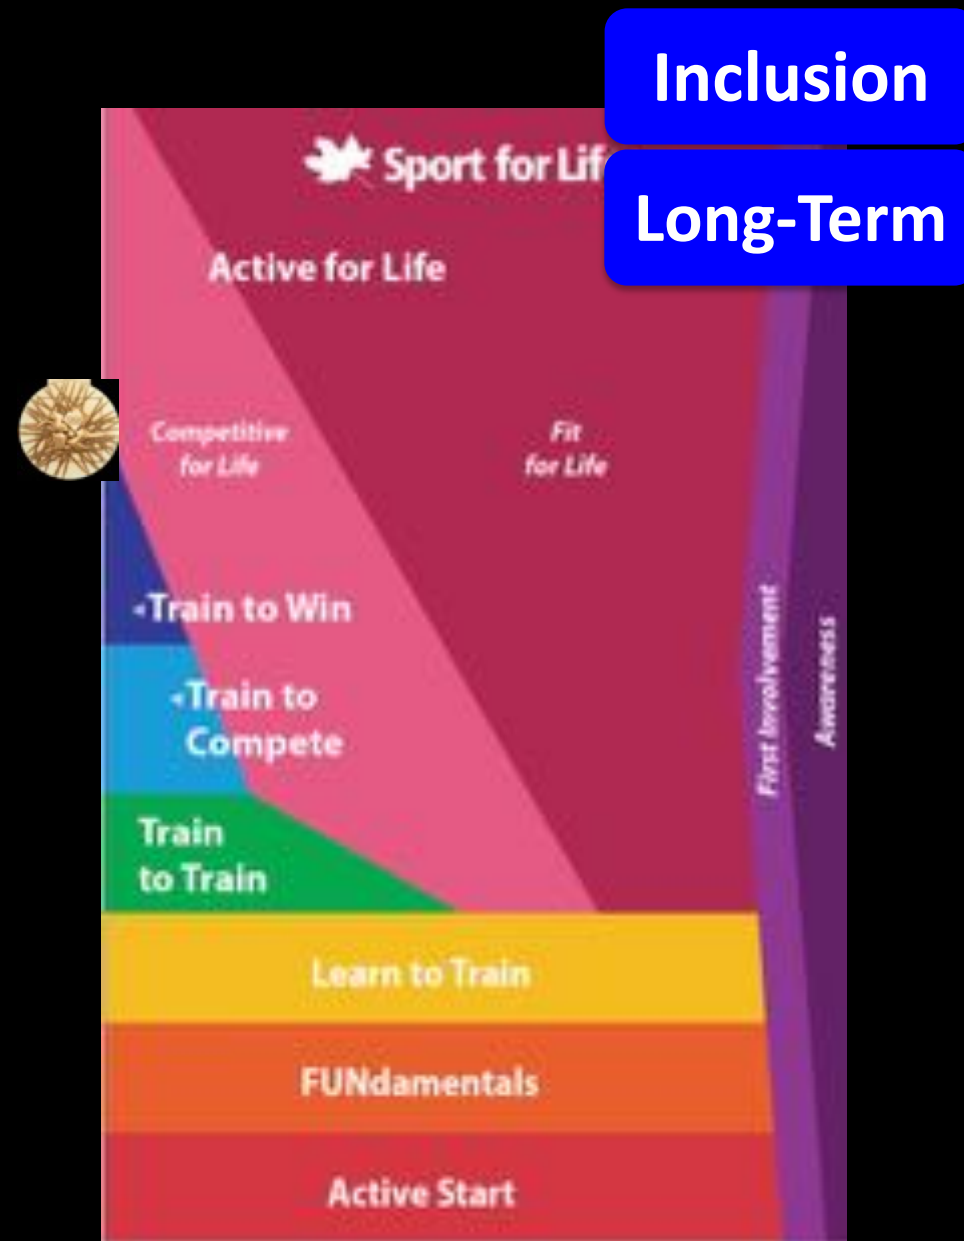 Inclusion
Long-Term
Sport for Lif
Active for Life
Competitive
for Life
Fit
for Life
Train to Win
Train to
Compete
Train
to Train
First Involvement
Awareness
Learn to Train
FUNdamentals
Active Start